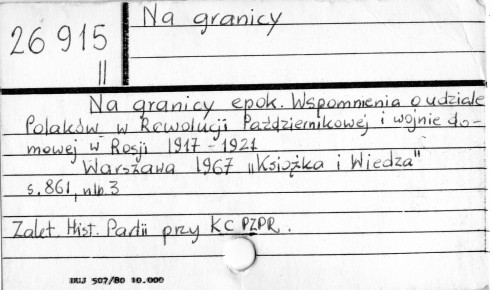 26 915
II
Na granicy
Na granicy epok. Wspomnienia o udziale
Polaków w Rewolucji Październikowej i wojnie do-
mowej w Rosji 1917-1921
Warszawa 1967 "Książka i Wiedza"
s. 861, nlb. 3
Zakł. Hist. Partii przy KC PZPR.
BUJ 507/80 10.000